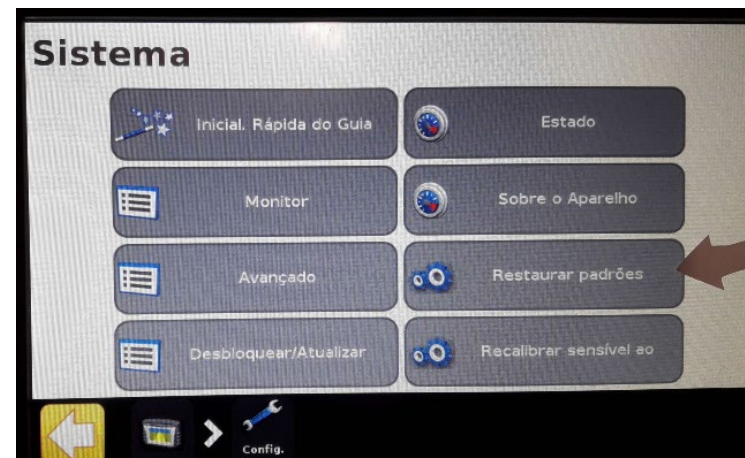 Sistema
Inicial. Rápida do Guia
Estado
Monitor
Sobre o Aparelho
Avançado
Restaurar padrões
Desbloquear/Atualizar
Recalibrar sensível ao
Config.